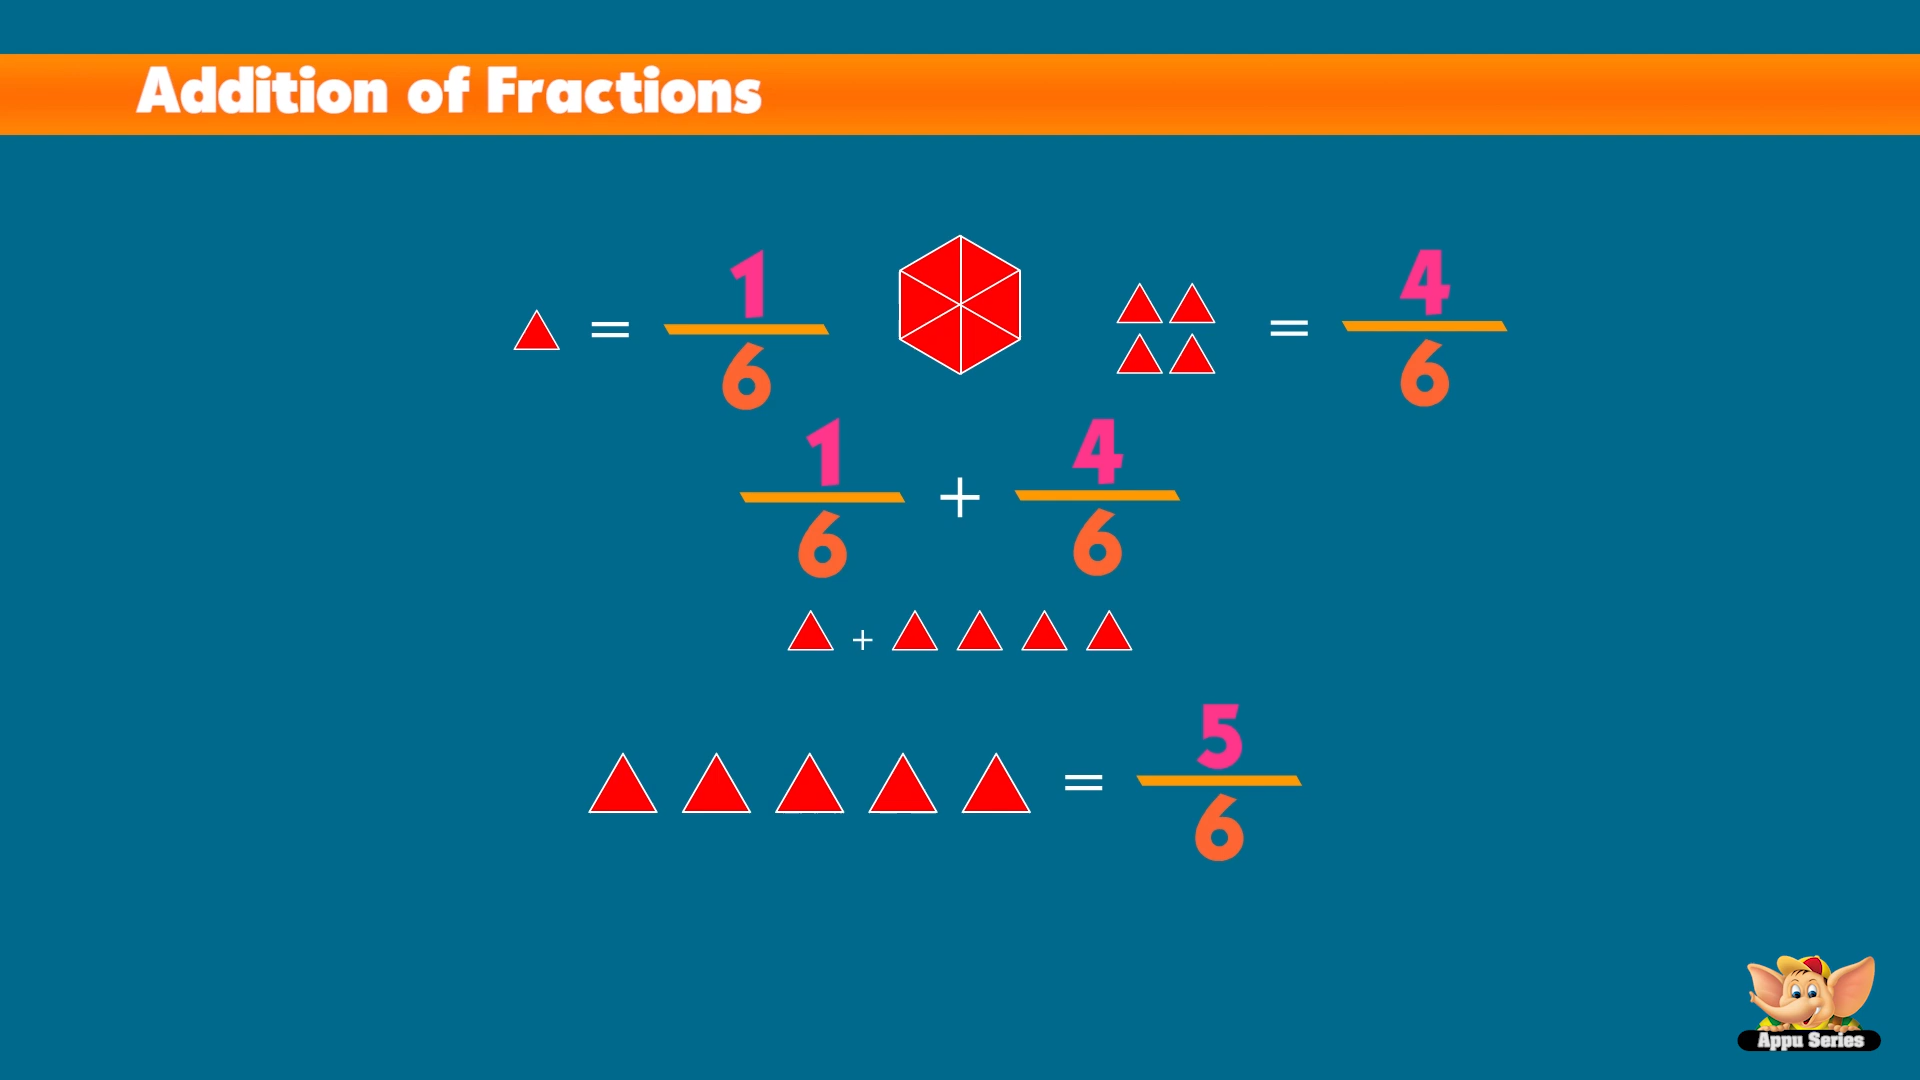 Addition of Fractions
= 1/6
= 4/6
1/6 + 4/6
+
= 5/6
Appu Series